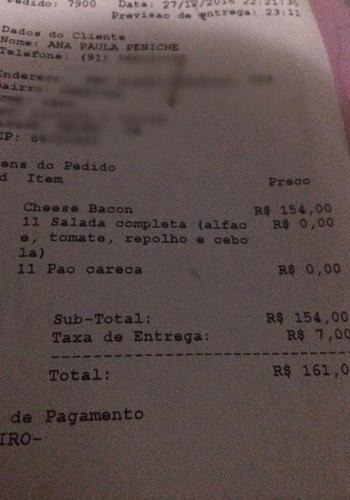 Pedido: 7900 Data: 27/12/2016 22:21:3
Previsao de entrega: 23:11
Dados do Cliente
Nome: ANA PAULA PENICHE
Telefone: (91)
Endere
Bairro
EP:
ens do Pedido
d Item Preco
Cheese Bacon R$ 154,00
11 Salada completa (alfac R$ 0,00
e, tomate, repolho e cebo
la)
11 Pao careca R$ 0,00
Sub-Total: R$ 154,00
Taxa de Entrega: R$ 7,00
Total: R$ 161,0
de Pagamento
IRO-